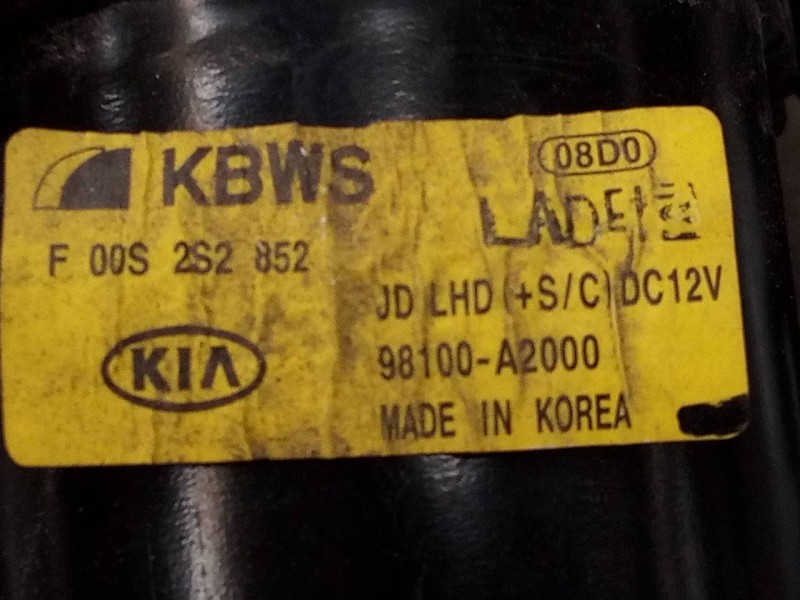 KBWS
08D0
F 00S 2S2 852
JD LHD (+S/C) DC12V
KIA
98100-A2000
MADE IN KOREA